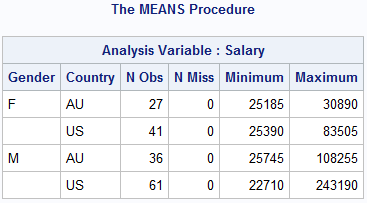 The MEANS Procedure
Analysis Variable : Salary
Gender Country N Obs N Miss Minimum Maximum
F AU 27 0 25185 30890
US 41 0 25390 83505
M AU 36 0 25745 108255
US 61 0 22710 243190